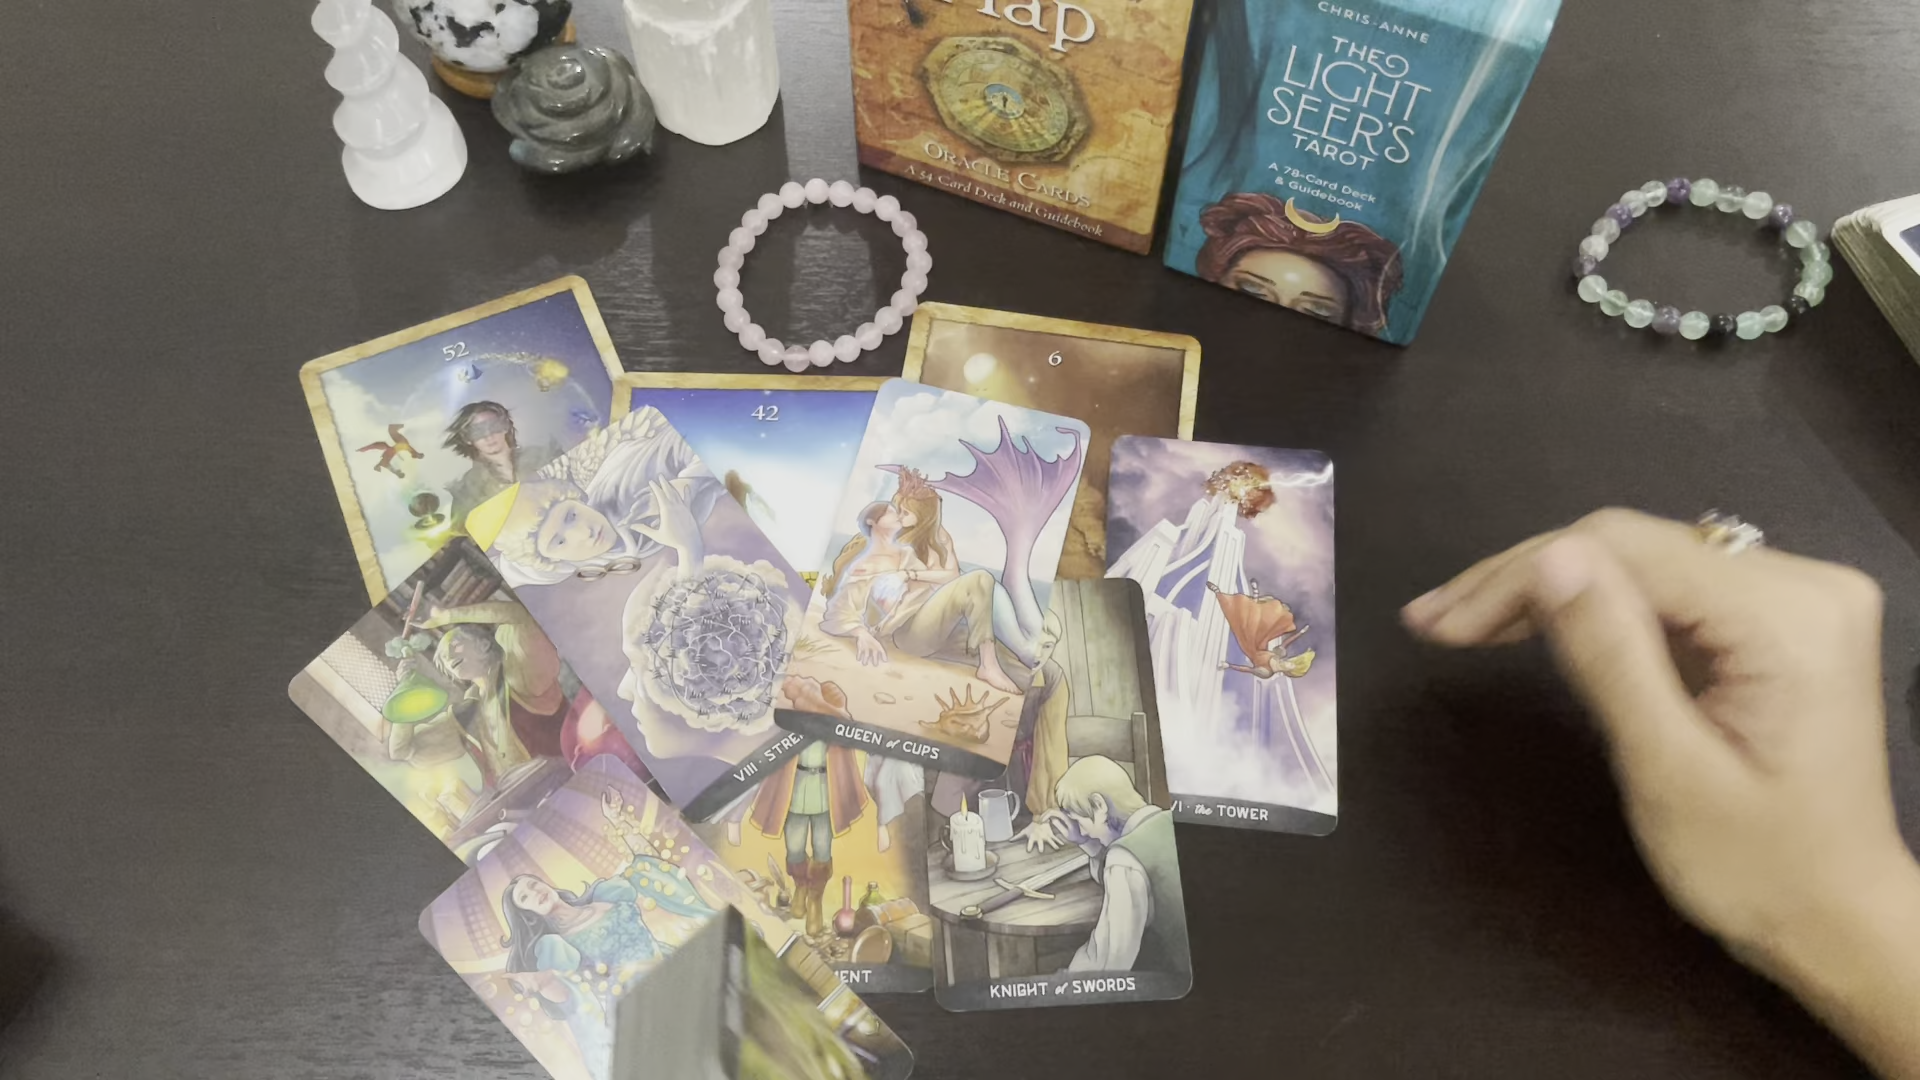 Map
ORACLE CARDS
A 54 Card Deck and Guidebook
CHRIS-ANNE
THE
LIGHT
SEER'S
TAROT
A 78-Card Deck
& Guidebook
52
42
6
VIII · STRE
QUEEN of CUPS
VI · the TOWER
MENT
KNIGHT of SWORDS